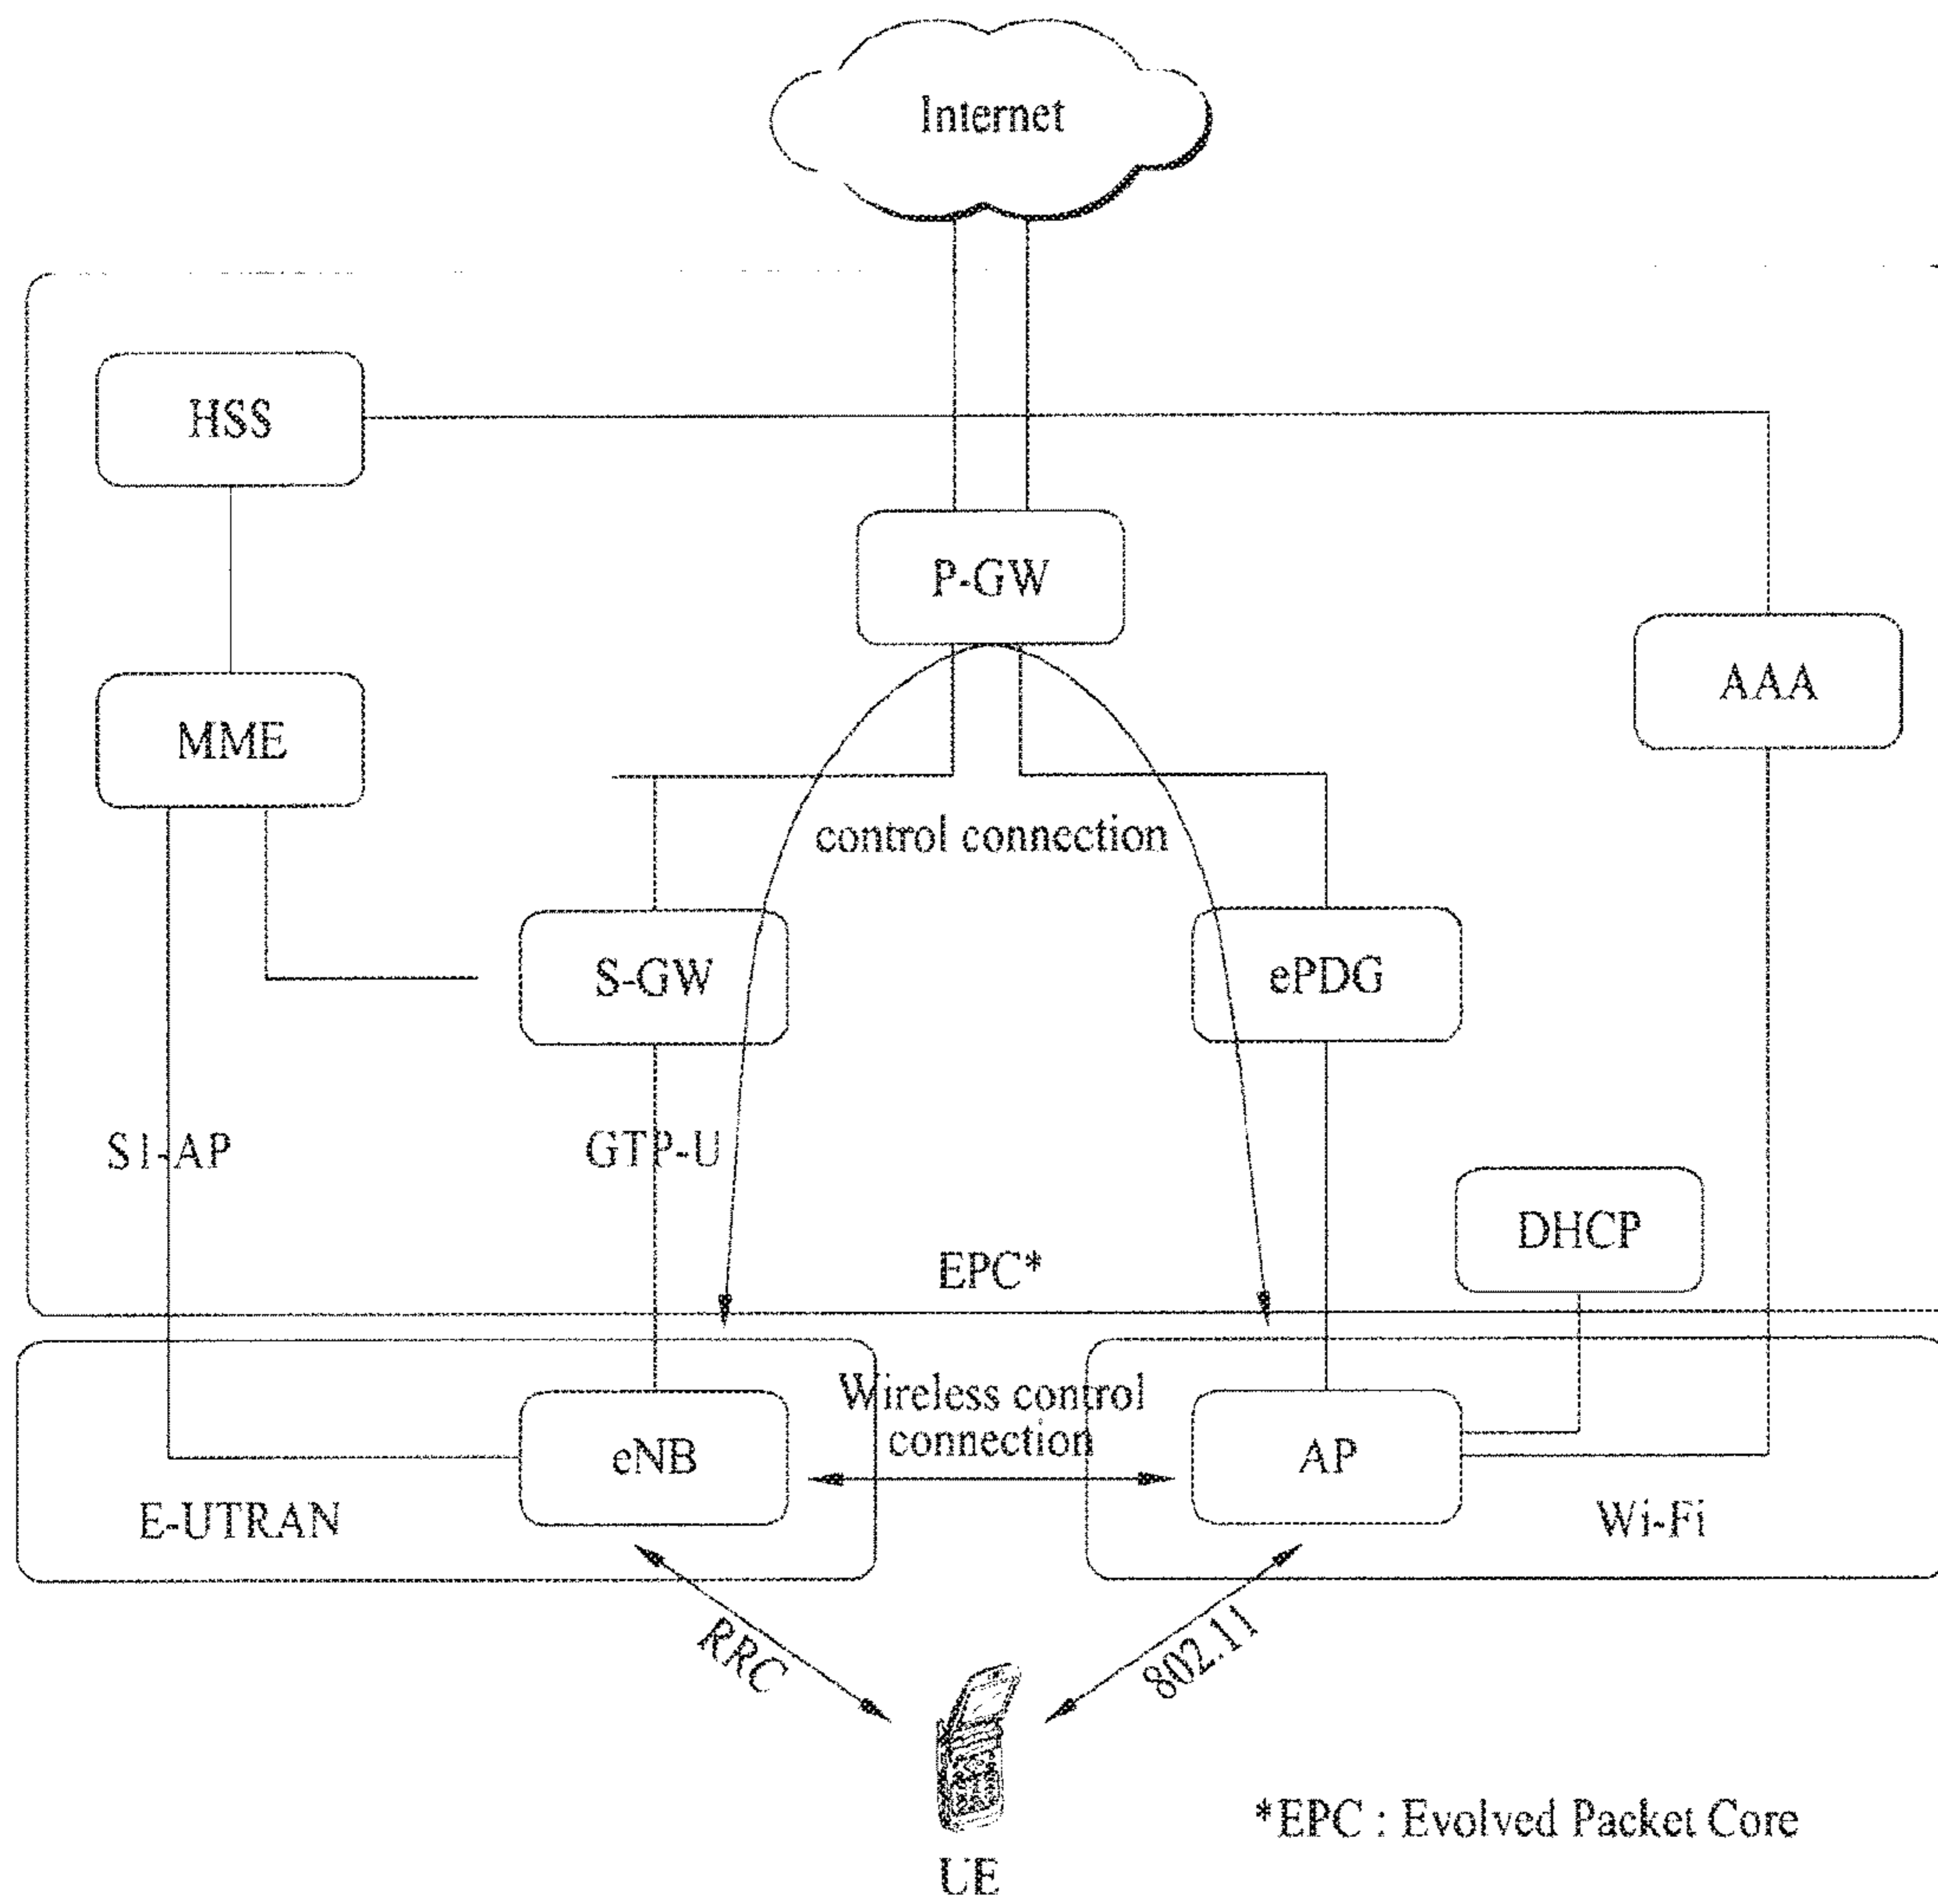 Internet
HSS
P-GW
AAA
MME
control connection
S-GW
ePDG
S1-AP
GTP-U
DHCP
EPC*
Wireless control
connection
eNB
AP
E-UTRAN
Wi-Fi
RRC
802.11
*EPC : Evolved Packet Core
UE